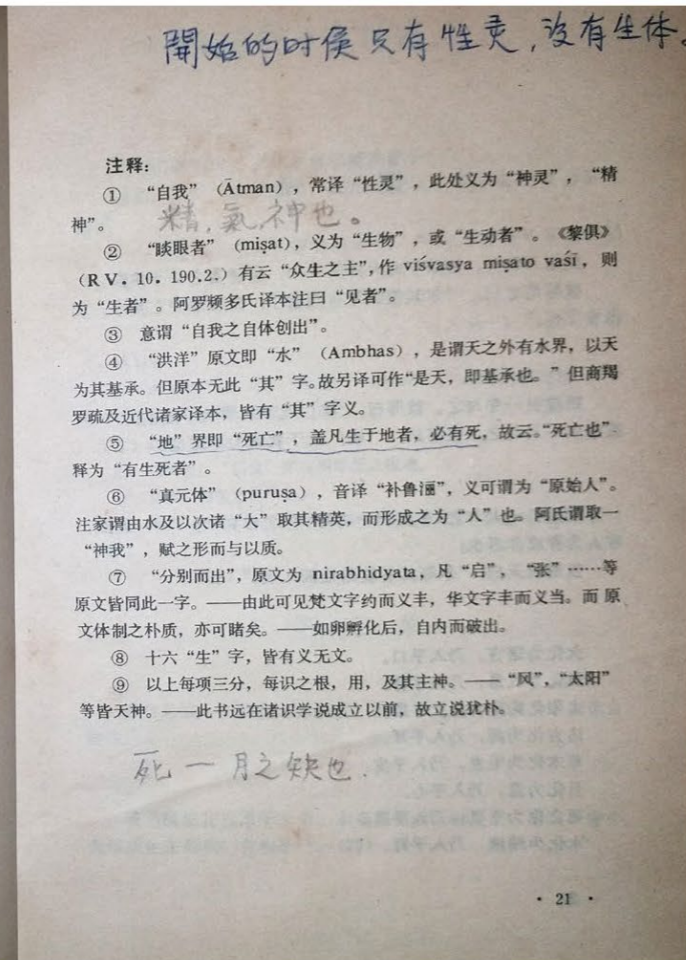 開始的时侯只有性灵，没有生体。
注释：
① “自我”（Ātman），常译“性灵”，此处义为“神灵”，“精
神”。
精，氣，神也。
② “睒眼者”（miṣat），义为“生物”，或“生动者”。《黎俱》
（RV．10．190.2.）有云“众生之主”，作 viśvasya miṣato vaśī，则
为“生者”。阿罗频多氏译本注曰“见者”。
③ 意谓“自我之自体创出”。
④ “洪洋”原文即“水”（Ambhas），是谓天之外有水界，以天
为其基承。但原本无此“其”字。故另译可作“是天，即基承也。”但商羯
罗疏及近代诸家译本，皆有“其”字义。
⑤ “地”界即“死亡”，盖凡生于地者，必有死，故云。“死亡也”
释为“有生死者”。
⑥ “真元体”（puruṣa），音译“补鲁洒”，义可谓为“原始人”。
注家谓由水及以次诸“大”取其精英，而形成之为“人”也。阿氏谓取一
“神我”，赋之形而与以质。
⑦ “分别而出”，原文为 nirabhidyata，凡“启”，“张”……等
原文皆同此一字。——由此可见梵文字约而义丰，华文字丰而义当。而原
文体制之朴质，亦可睹矣。——如卵孵化后，自内而破出。
⑧ 十六“生”字，皆有义无文。
⑨ 以上每项三分，每识之根，用，及其主神。——“风”，“太阳”
等皆天神。——此书远在诸识学说成立以前，故立说犹朴。
死一月之缺也．
·21·